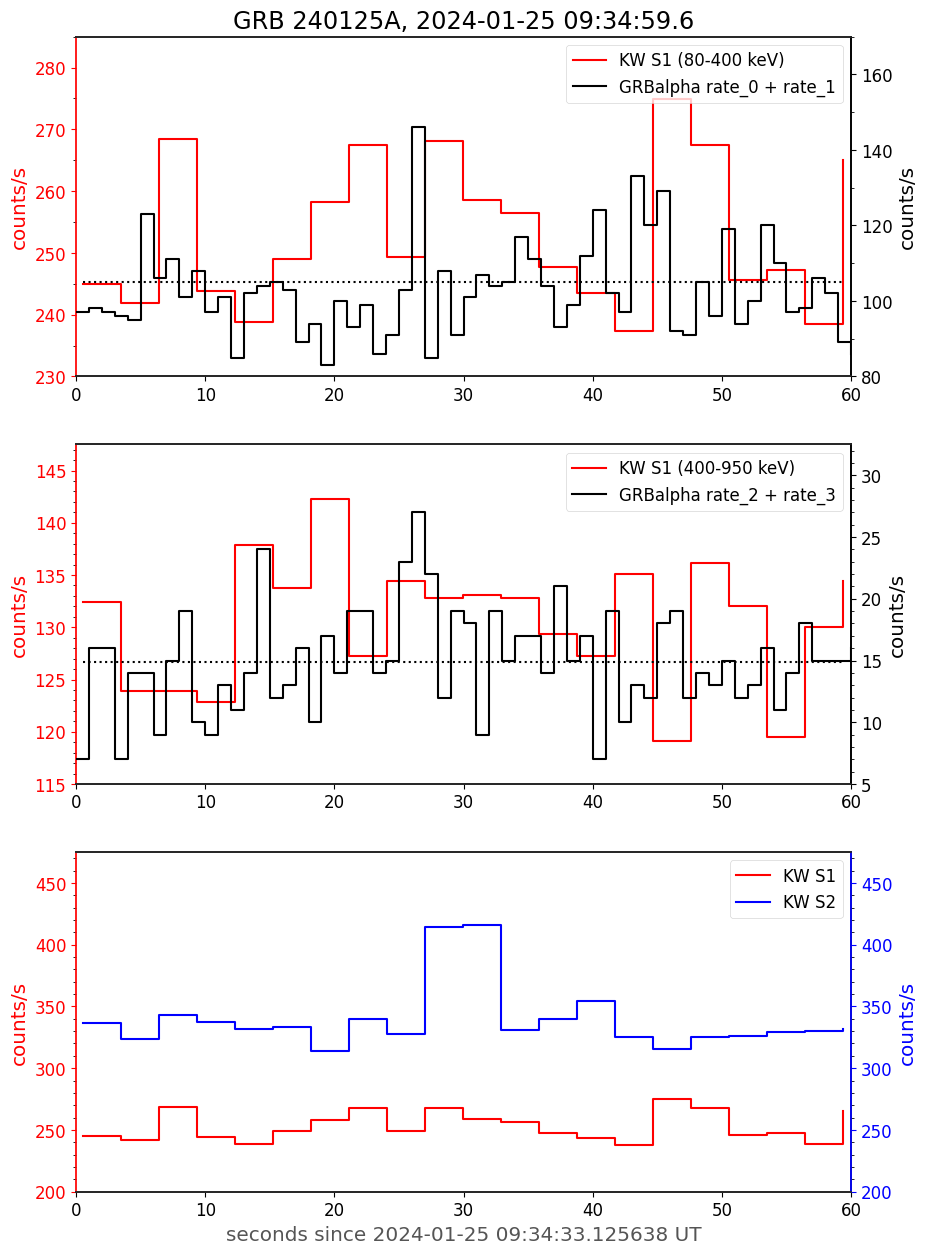 GRB 240125A, 2024-01-25 09:34:59.6
280
270
260
250
240
230
counts/s
KW S1 (80-400 keV)
GRBalpha rate_0 + rate_1
160
140
120
100
80
counts/s
0 10 20 30 40 50 60
145
140
135
130
125
120
115
counts/s
KW S1 (400-950 keV)
GRBalpha rate_2 + rate_3
30
25
20
15
10
5
counts/s
0 10 20 30 40 50 60
450
400
350
300
250
200
counts/s
KW S1
KW S2
450
400
350
300
250
200
counts/s
0 10 20 30 40 50 60
seconds since 2024-01-25 09:34:33.125638 UT